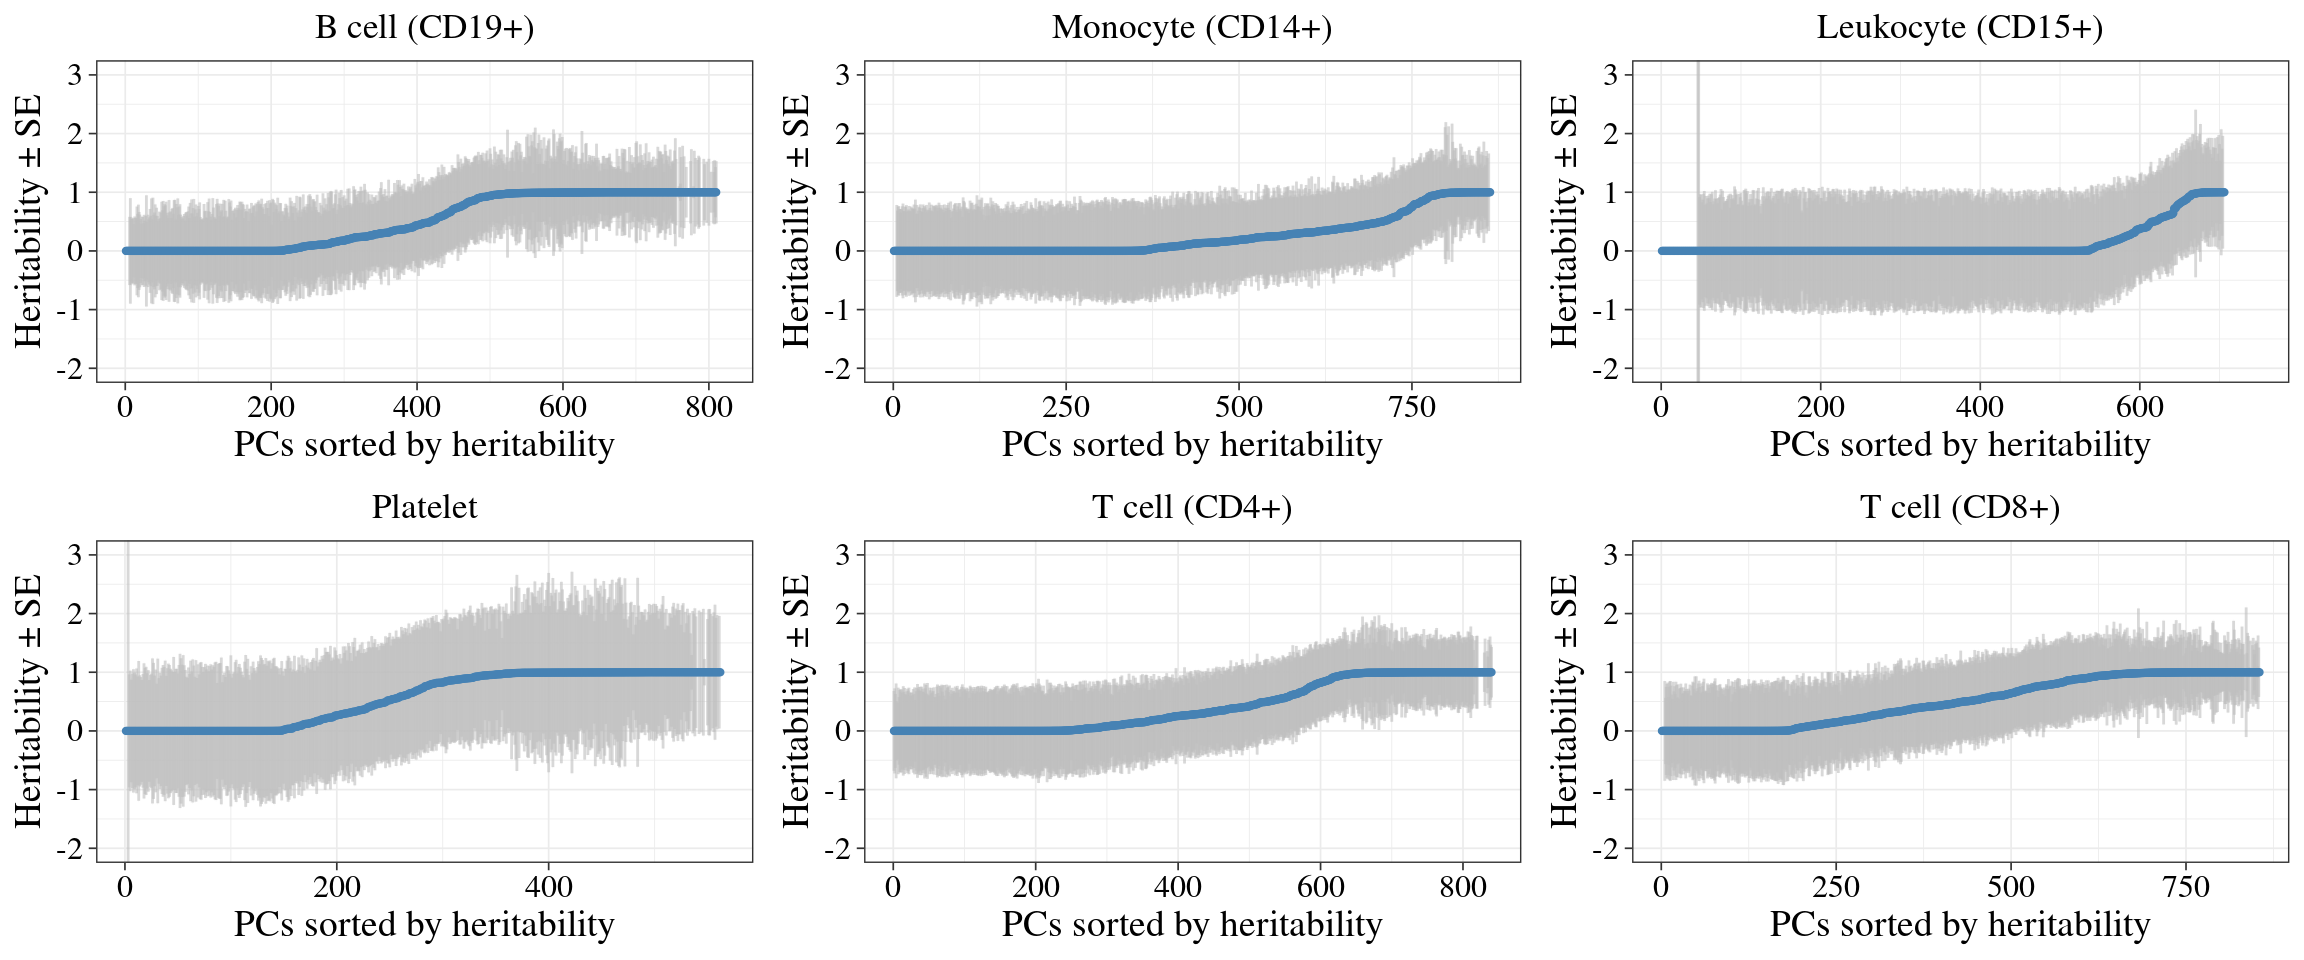 B cell (CD19+)
Monocyte (CD14+)
Leukocyte (CD15+)
Heritability ± SE
3
2
1
0
-1
-2
0 200 400 600 800
PCs sorted by heritability
Heritability ± SE
3
2
1
0
-1
-2
0 250 500 750
PCs sorted by heritability
Heritability ± SE
3
2
1
0
-1
-2
0 200 400 600
PCs sorted by heritability
Platelet
T cell (CD4+)
T cell (CD8+)
Heritability ± SE
3
2
1
0
-1
-2
0 200 400
PCs sorted by heritability
Heritability ± SE
3
2
1
0
-1
-2
0 200 400 600 800
PCs sorted by heritability
Heritability ± SE
3
2
1
0
-1
-2
0 250 500 750
PCs sorted by heritability